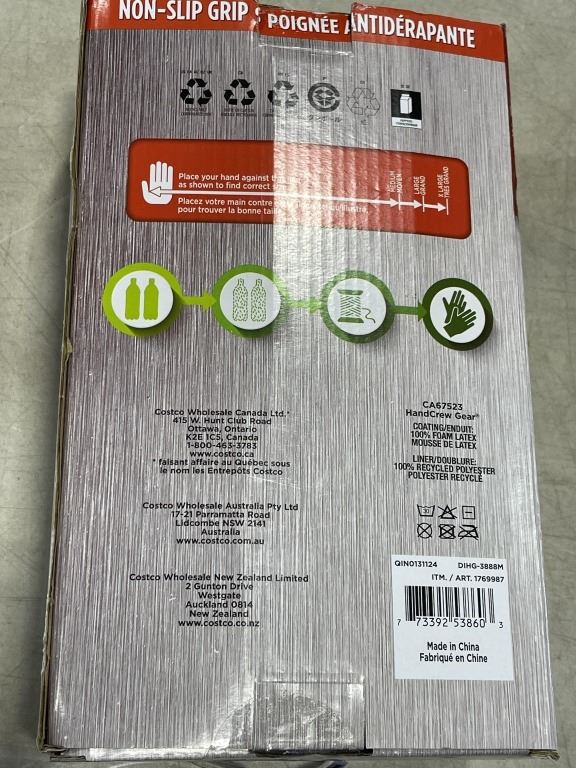 NON-SLIP GRIP
POIGNÉE ANTIDÉRAPANTE
Place your hand against
as shown to find correct
Placez votre main contre
pour trouver la bonne
MEDIUM
MOYEN
LARGE
GRAND
X LARGE
TRÈS GRAND
Costco Wholesale Canada Ltd.*
415 W. Hunt Club Road
Ottawa, Ontario
K2E 1C5, Canada
1-800-463-3783
www.costco.ca
* faisant affaire au Québec sous
le nom les Entrepôts Costco
Costco Wholesale Australia Pty Ltd
17-21 Parramatta Road
Lidcombe NSW 2141
Australia
www.costco.com.au
Costco Wholesale New Zealand Limited
2 Gunton Drive
Westgate
Auckland 0814
New Zealand
www.costco.co.nz
CA67523
HandCrew Gear®
COATING/ENDUIT:
100% FOAM LATEX
MOUSSE DE LATEX
LINER/DOUBLURE:
100% RECYCLED POLYESTER
POLYESTER RECYCLÉ
QIN0131124 DIHG-3888M
ITM. / ART. 1769987
7 73392 53860 3
Made in China
Fabriqué en Chine